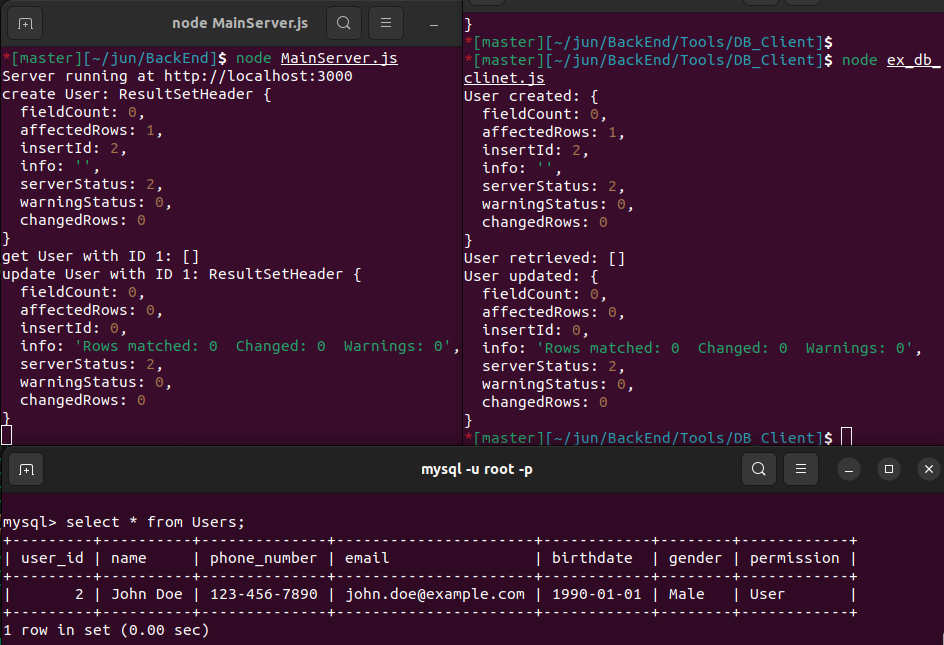 node MainServer.js
*[master][~/jun/BackEnd]$ node MainServer.js
Server running at http://localhost:3000
create User: ResultSetHeader {
  fieldCount: 0,
  affectedRows: 1,
  insertId: 2,
  info: '',
  serverStatus: 2,
  warningStatus: 0,
  changedRows: 0
}
get User with ID 1: []
update User with ID 1: ResultSetHeader {
  fieldCount: 0,
  affectedRows: 0,
  insertId: 0,
  info: 'Rows matched: 0  Changed: 0  Warnings: 0',
  serverStatus: 2,
  warningStatus: 0,
  changedRows: 0
}
}
*[master][~/jun/BackEnd/Tools/DB_Client]$
*[master][~/jun/BackEnd/Tools/DB_Client]$ node ex_db_
clinet.js
User created: {
  fieldCount: 0,
  affectedRows: 1,
  insertId: 2,
  info: '',
  serverStatus: 2,
  warningStatus: 0,
  changedRows: 0
}
User retrieved: []
User updated: {
  fieldCount: 0,
  affectedRows: 0,
  insertId: 0,
  info: 'Rows matched: 0  Changed: 0  Warnings: 0',
  serverStatus: 2,
  warningStatus: 0,
  changedRows: 0
}
*[master][~/jun/BackEnd/Tools/DB_Client]$
mysql -u root -p
mysql> select * from Users;
+---------+----------+--------------+----------------------+------------+--------+------------+
| user_id | name     | phone_number | email                | birthdate  | gender | permission |
+---------+----------+--------------+----------------------+------------+--------+------------+
|       2 | John Doe | 123-456-7890 | john.doe@example.com | 1990-01-01 | Male   | User       |
+---------+----------+--------------+----------------------+------------+--------+------------+
1 row in set (0.00 sec)